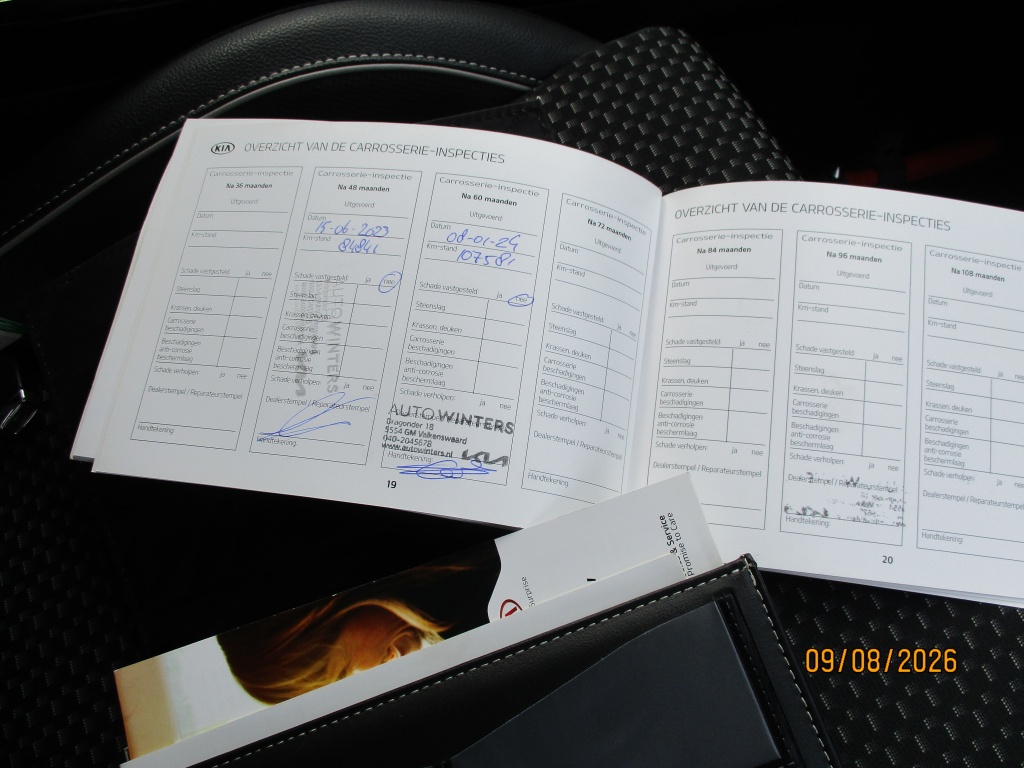 KIA OVERZICHT VAN DE CARROSSERIE-INSPECTIES
Carrosserie-inspectie
Na 36 maanden
Uitgevoerd
Datum
Km-stand
Schade vastgesteld: ja nee
Steenslag
Krassen, deuken
Carrosserie
beschadigingen
Beschadigingen
anti-corrosie
beschermlaag
Schade verholpen: ja nee
Dealerstempel / Reparateurstempel
Handtekening
Carrosserie-inspectie
Na 48 maanden
Uitgevoerd
Datum
15-06-2023
Km-stand
84841
Schade vastgesteld: ja nee
Steenslag
Krassen, deuken
Carrosserie
beschadigingen
Beschadigingen
anti-corrosie
beschermlaag
Schade verholpen: ja nee
Dealerstempel / Reparateurstempel
Handtekening:
AUTOWINTERS
Carrosserie-inspectie
Na 60 maanden
Uitgevoerd
Datum
08-01-24
Km-stand
107581
Schade vastgesteld: ja nee
Steenslag
Krassen, deuken
Carrosserie
beschadigingen
Beschadigingen
anti-corrosie
beschermlaag
Schade verholpen: ja nee
AUTOWINTERS
Dragonder 18
5554 GM Valkenswaard
040-2045678
www.autowinters.nl
KIA
Handtekening:
Carrosserie-inspectie
Na 72 maanden
Uitgevoerd
Datum
Km-stand
Schade vastgesteld: ja nee
Steenslag
Krassen, deuken
Carrosserie
beschadigingen
Beschadigingen
anti-corrosie
beschermlaag
Schade verholpen: ja
Dealerstempel / Reparateurstempel
Handtekening
19
OVERZICHT VAN DE CARROSSERIE-INSPECTIES
Carrosserie-inspectie
Na 84 maanden
Uitgevoerd
Datum
Km-stand
Schade vastgesteld: ja nee
Steenslag
Krassen, deuken
Carrosserie
beschadigingen
Beschadigingen
anti-corrosie
beschermlaag
Schade verholpen: ja nee
Dealerstempel / Reparateurstempel
Handtekening:
Carrosserie-inspectie
Na 96 maanden
Uitgevoerd
Datum
Km-stand
Schade vastgesteld: ja nee
Steenslag
Krassen, deuken
Carrosserie
beschadigingen
Beschadigingen
anti-corrosie
beschermlaag
Schade verholpen: ja nee
Dealerstempel / Reparateurstempel
Handtekening:
Carrosserie-inspectie
Na 108 maanden
Uitgevoerd
Datum
Km-stand
Schade vastgesteld: ja
Steenslag
Krassen, deuken
Carrosserie
beschadigingen
Beschadigingen
anti-corrosie
beschermlaag
Schade verholpen: ja
Dealerstempel / Reparateurstempel
Handtekening:
20
Surprise
& Service
Promise to Care
09/08/2026